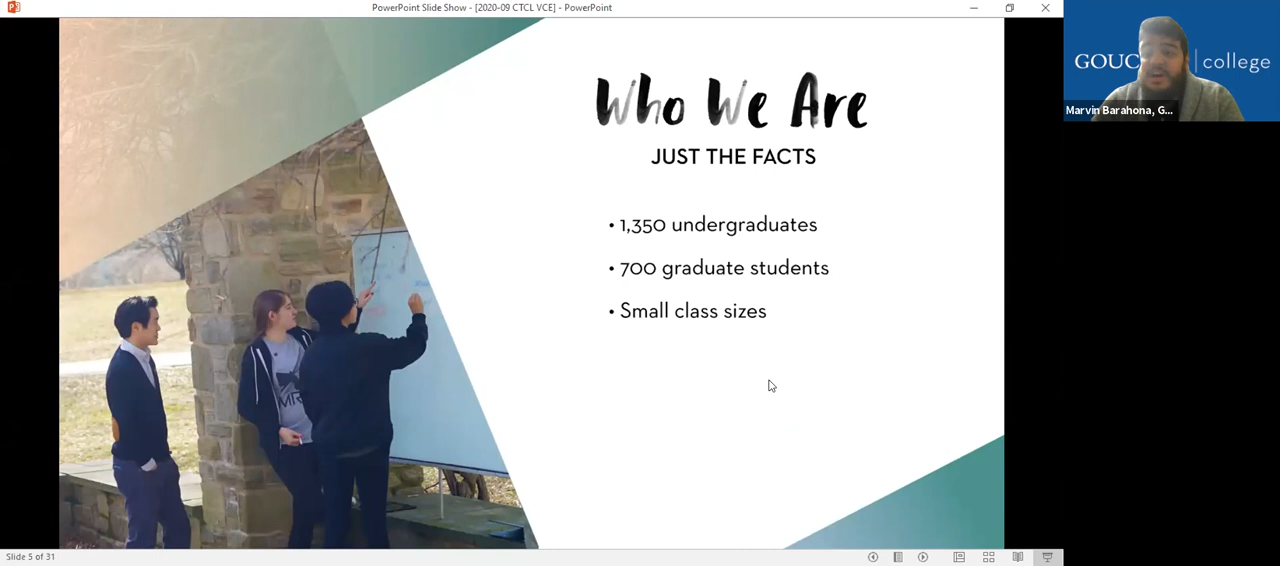 PowerPoint Slide Show - [2020-09 CTCL VCE] - PowerPoint
GOUC college
Marvin Barahona, G...
Who We Are
JUST THE FACTS
• 1,350 undergraduates
• 700 graduate students
• Small class sizes
Slide 5 of 31